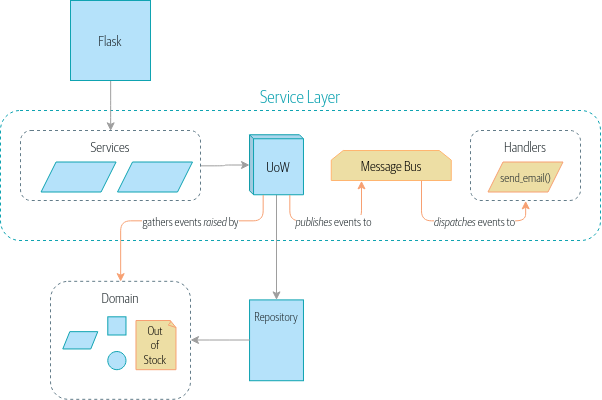 Flask
Service Layer
Services
UoW
Message Bus
Handlers
send_email()
gathers events raised by
publishes events to
dispatches events to
Domain
Out
of
Stock
Repository